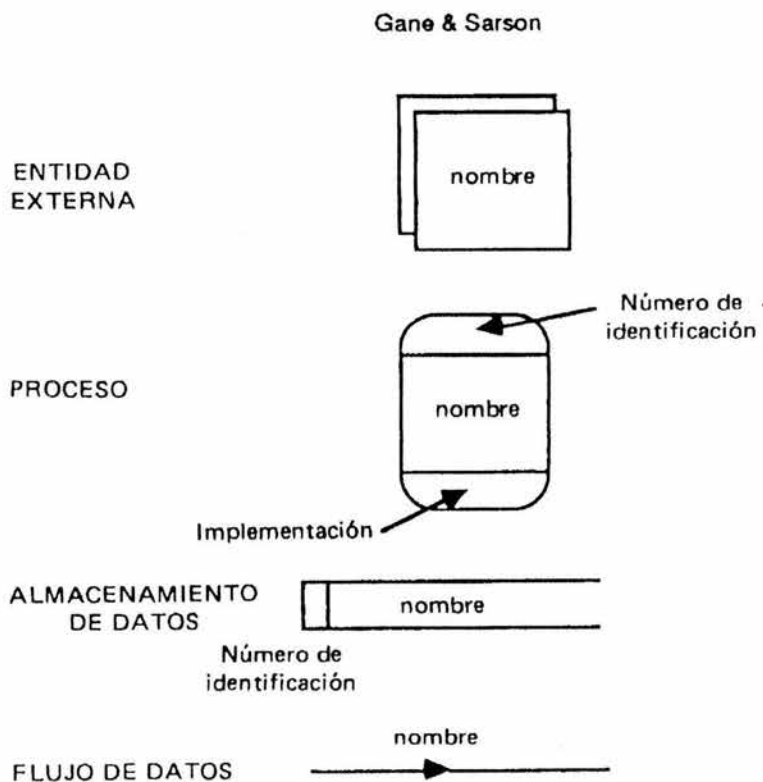 Gane & Sarson
ENTIDAD
EXTERNA
nombre
Número de
identificación
PROCESO
nombre
Implementación
ALMACENAMIENTO
DE DATOS
nombre
Número de
identificación
nombre
FLUJO DE DATOS